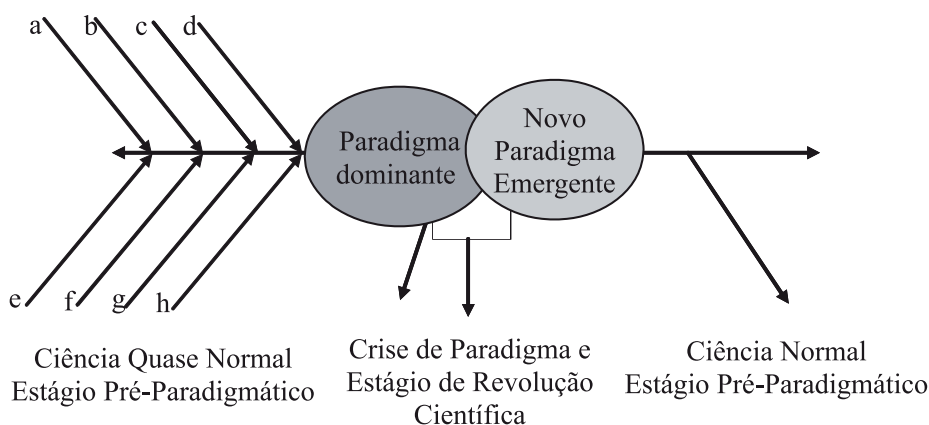 a
b
c
d
Paradigma
dominante
Novo
Paradigma
Emergente
e
f
g
h
Ciência Quase Normal
Estágio Pré-Paradigmático
Crise de Paradigma e
Estágio de Revolução
Científica
Ciência Normal
Estágio Pré-Paradigmático